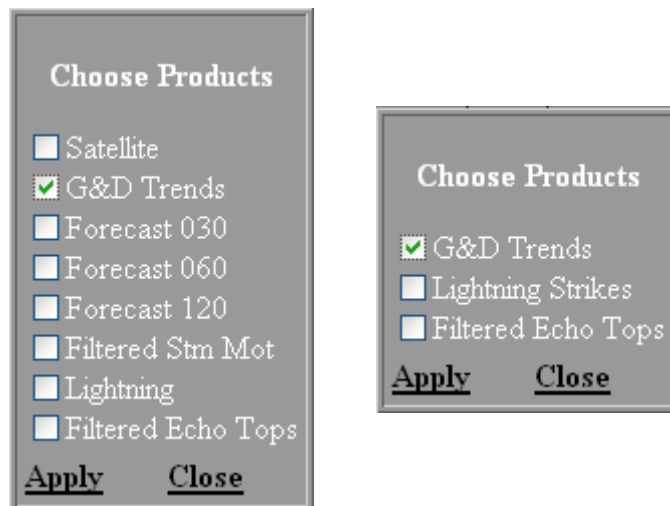 Choose Products
Satellite
G&D Trends
Forecast 030
Forecast 060
Forecast 120
Filtered Stm Mot
Lightning
Filtered Echo Tops
Apply Close
Choose Products
G&D Trends
Lightning Strikes
Filtered Echo Tops
Apply Close